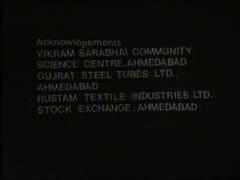 Acknowlegements
VIKRAM SARABHAI COMMUNITY
SCIENCE CENTRE, AHMEDABAD
GUJRAT STEEL TUBES LTD.,
AHMEDABAD
RUSTAM TEXTILE INDUSTRIES LTD.
STOCK EXCHANGE, AHMEDABAD